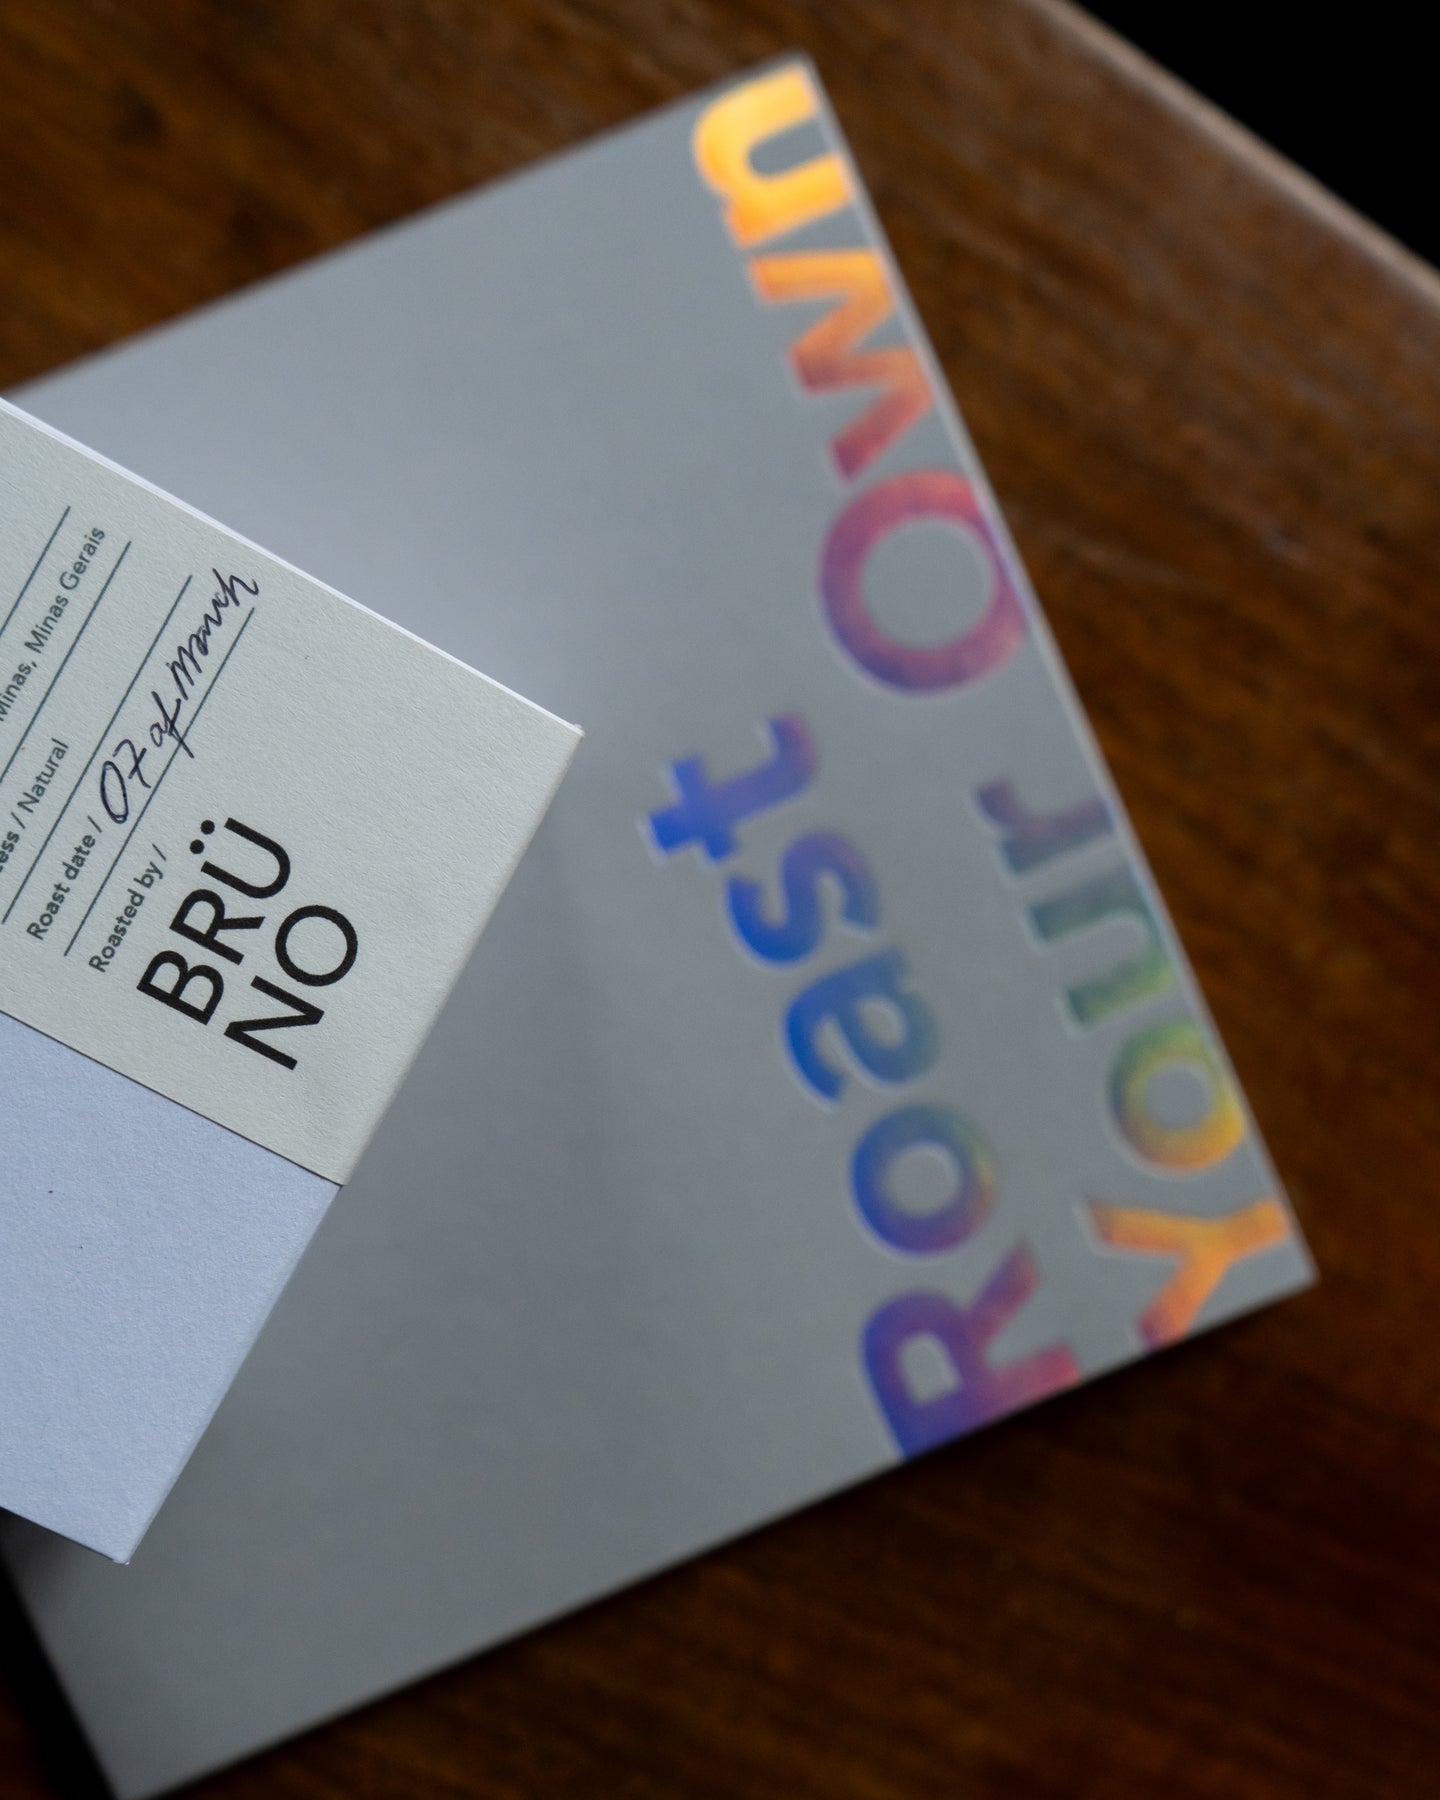 Minas, Minas Gerais
ess / Natural
Roast date / 07 of March
Roasted by /
BRÜ
NO
Roast
Your Own